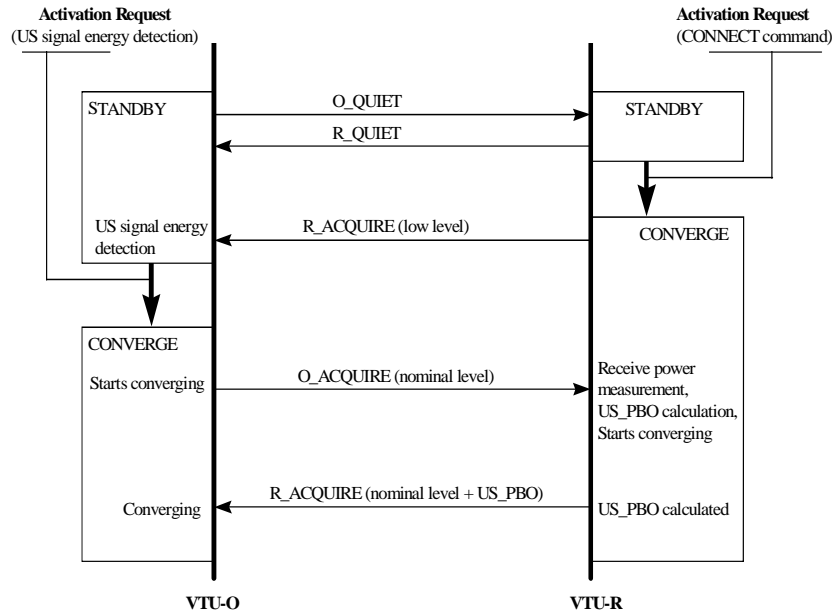 Activation Request
(US signal energy detection)
Activation Request
(CONNECT command)
STANDBY
O_QUIET
STANDBY
R_QUIET
US signal energy
detection
R_ACQUIRE (low level)
CONVERGE
CONVERGE
Starts converging
O_ACQUIRE (nominal level)
Receive power
measurement,
US_PBO calculation,
Starts converging
Converging
R_ACQUIRE (nominal level + US_PBO)
US_PBO calculated
VTU-O
VTU-R